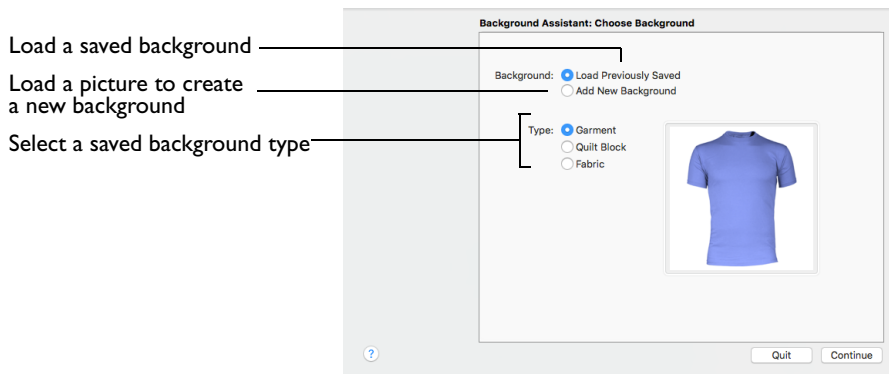 Background Assistant: Choose Background
Load a saved background
Load a picture to create
a new background
Select a saved background type
Background: Load Previously Saved
Add New Background
Type: Garment
Quilt Block
Fabric
?
Quit Continue